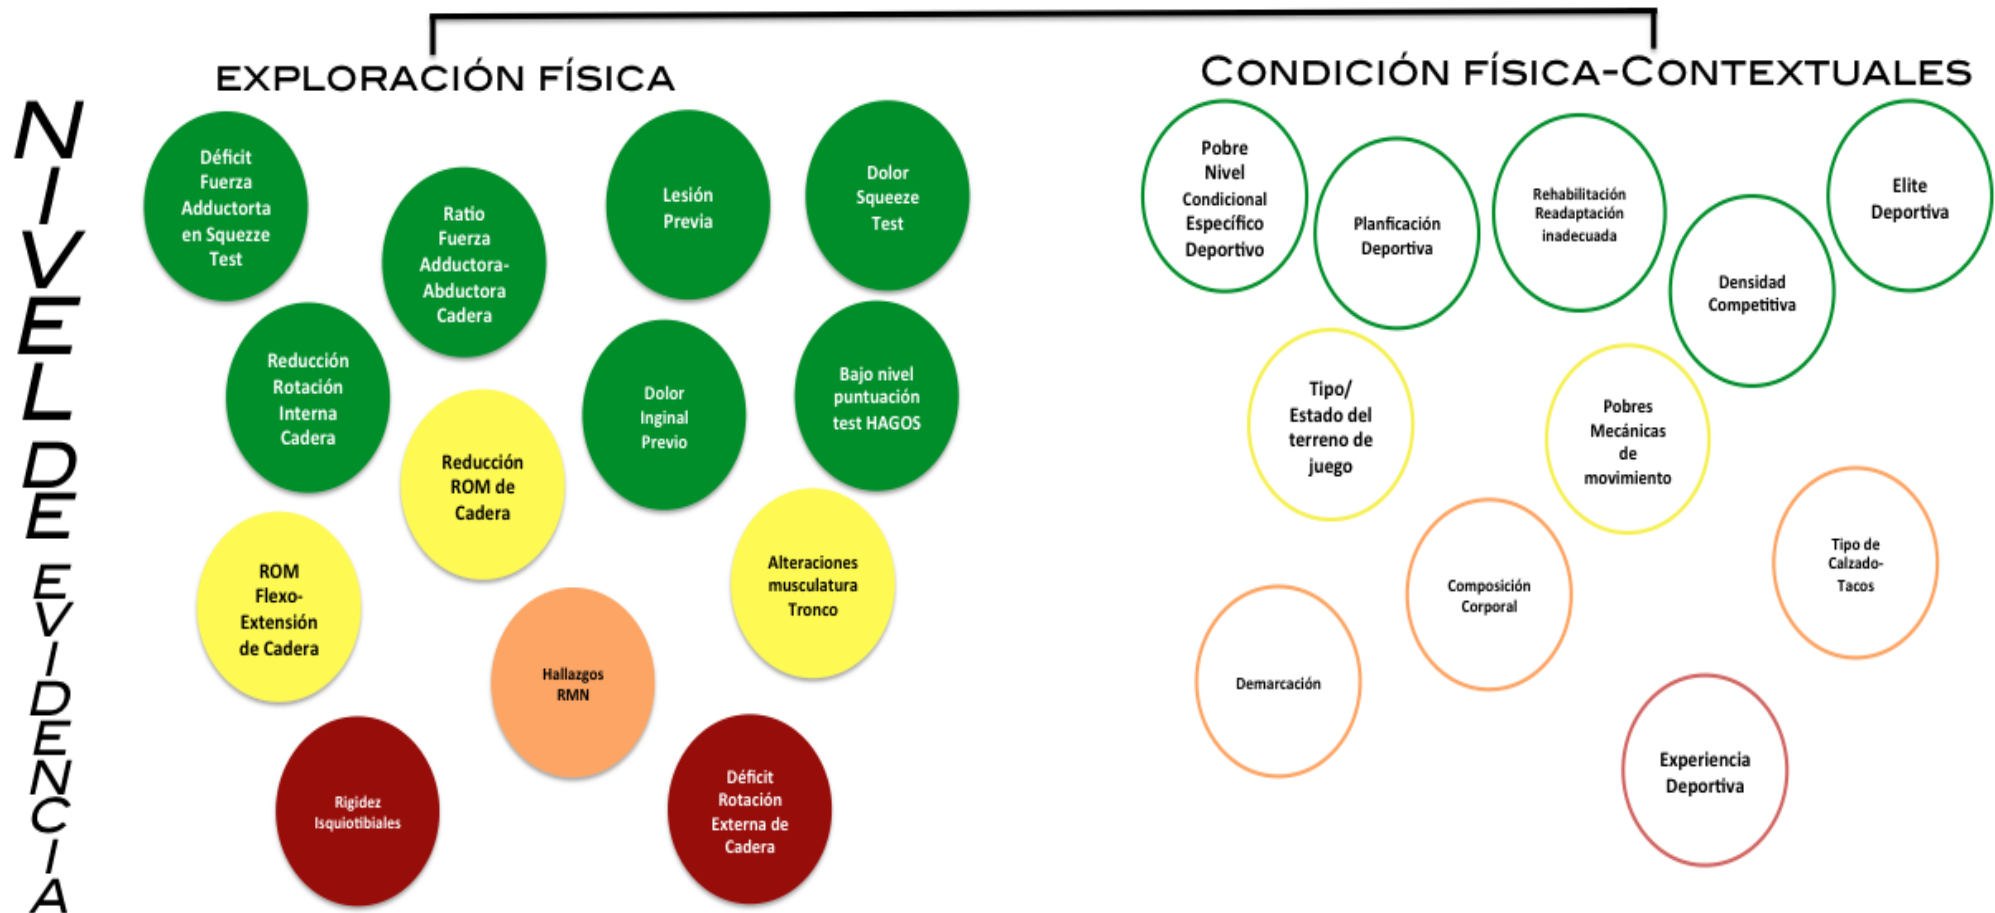 EXPLORACIÓN FÍSICA
CONDICIÓN FÍSICA-CONTEXTUALES
NIVEL DE EVIDENCIA
Déficit
Fuerza
Adductorta
en Squezze
Test
Ratio
Fuerza
Adductora-
Abductora
Cadera
Lesión
Previa
Dolor
Squeeze
Test
Reducción
Rotación
Interna
Cadera
Dolor
Inginal
Previo
Bajo nivel
puntuación
test HAGOS
Reducción
ROM de
Cadera
ROM
Flexo-
Extensión
de Cadera
Alteraciones
musculatura
Tronco
Hallazgos
RMN
Rigidez
Isquiotibiales
Déficit
Rotación
Externa de
Cadera
Pobre
Nivel
Condicional
Específico
Deportivo
Planficación
Deportiva
Rehabilitación
Readaptación
inadecuada
Densidad
Competitiva
Elite
Deportiva
Tipo/
Estado del
terreno de
juego
Pobres
Mecánicas
de
movimiento
Tipo de
Calzado-
Tacos
Composición
Corporal
Demarcación
Experiencia
Deportiva